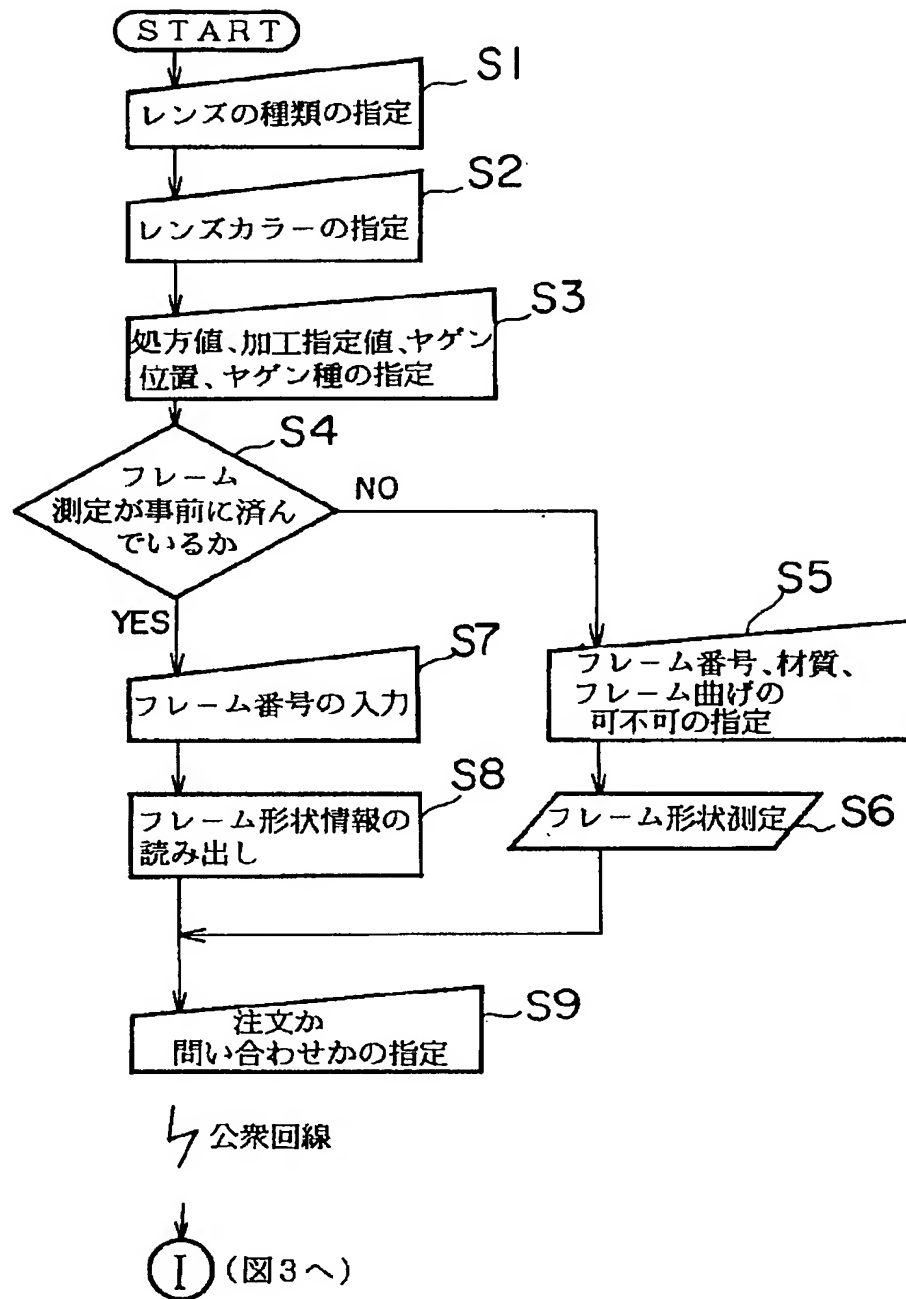 START
S1
レンズの種類の指定
S2
レンズカラーの指定
S3
処方値、加工指定値、ヤゲン
位置、ヤゲン種の指定
S4
フレーム
測定が事前に済ん
でいるか
NO
YES
S5
フレーム番号、材質、
フレーム曲げの
可不可の指定
S7
フレーム番号の入力
S8
フレーム形状情報の
読み出し
フレーム形状測定
S6
S9
注文か
問い合わせかの指定
公衆回線
I
(図3へ)